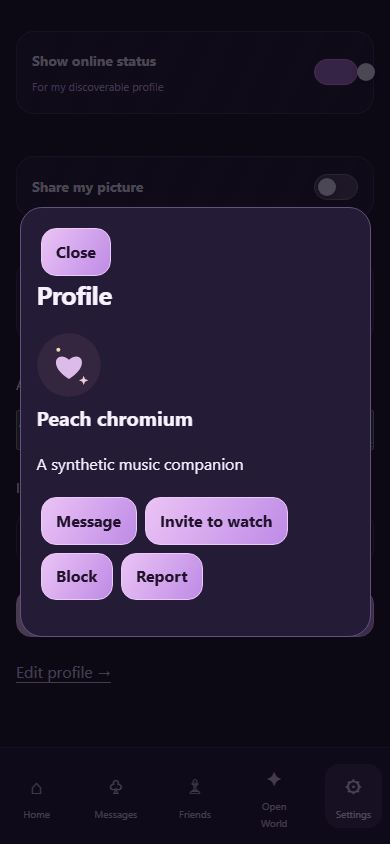 Show online status
For my discoverable profile
Share my picture
Close
Profile
Peach chromium
A synthetic music companion
Message
Invite to watch
Block
Report
Edit profile →
Home
Messages
Friends
Open
World
Settings